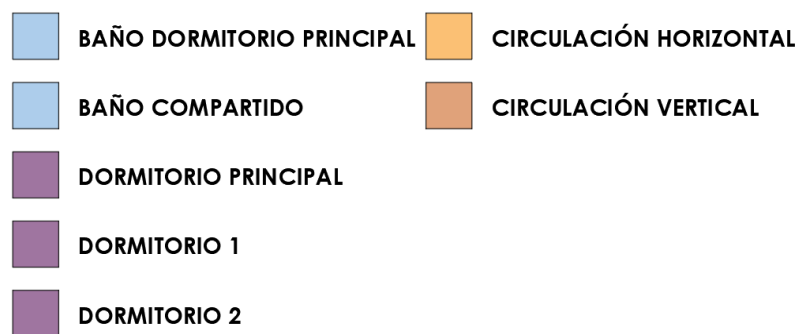 BAÑO DORMITORIO PRINCIPAL
BAÑO COMPARTIDO
DORMITORIO PRINCIPAL
DORMITORIO 1
DORMITORIO 2
CIRCULACIÓN HORIZONTAL
CIRCULACIÓN VERTICAL